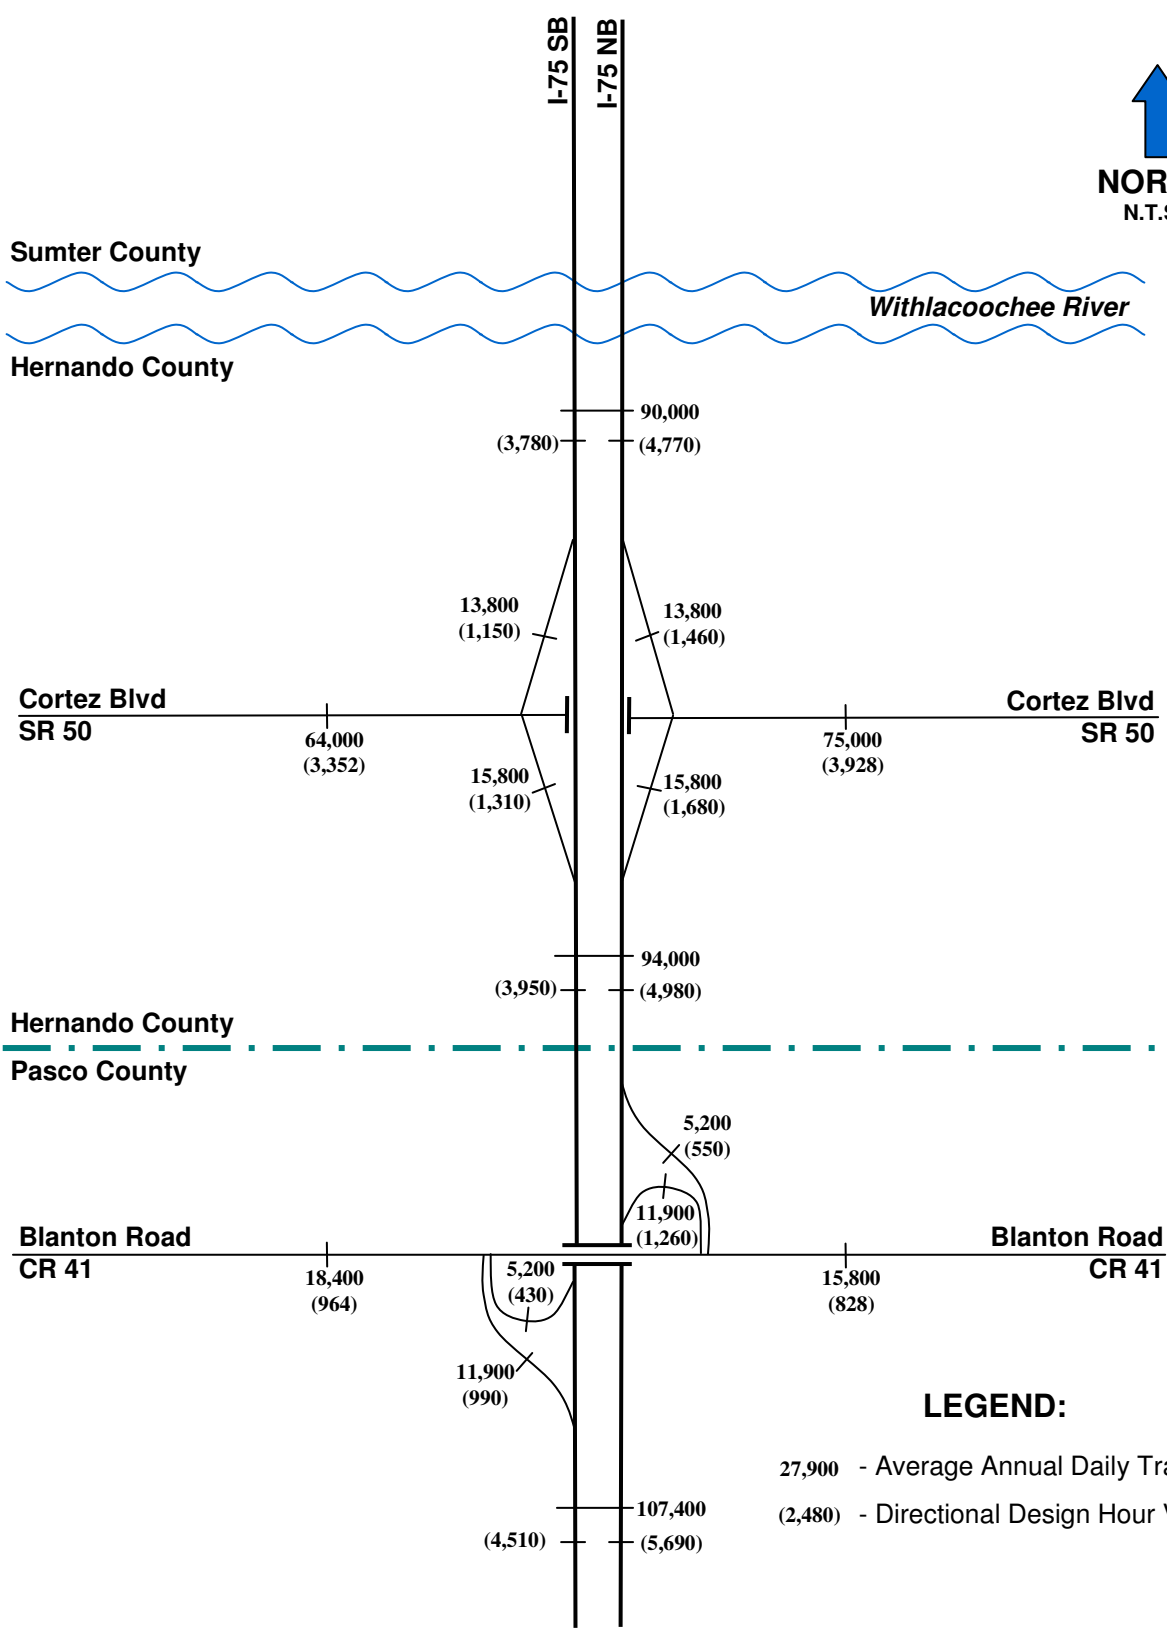 I-75 SB
I-75 NB
NOR
N.T.S
Sumter County
Withlacoochee River
Hernando County
90,000
(3,780)
(4,770)
13,800
(1,150)
13,800
(1,460)
Cortez Blvd
SR 50
Cortez Blvd
SR 50
64,000
(3,352)
75,000
(3,928)
15,800
(1,310)
15,800
(1,680)
94,000
(3,950)
(4,980)
Hernando County
Pasco County
5,200
(550)
11,900
(1,260)
Blanton Road
CR 41
Blanton Road
CR 41
18,400
(964)
5,200
(430)
15,800
(828)
11,900
(990)
LEGEND:
27,900 - Average Annual Daily Tra
(2,480) - Directional Design Hour V
107,400
(4,510)
(5,690)